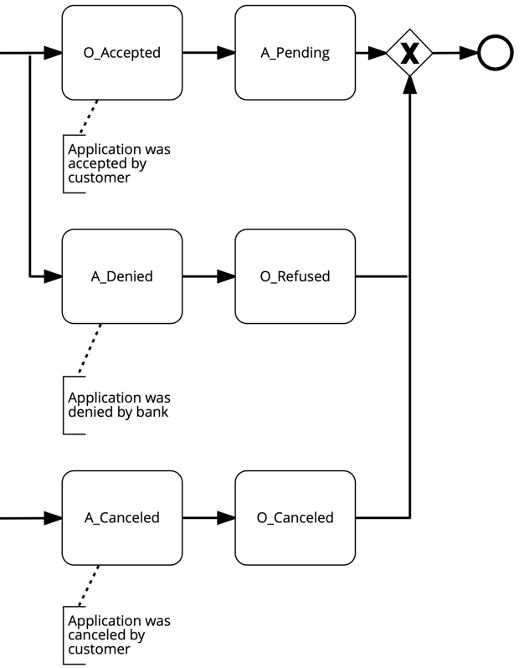 O_Accepted
A_Pending
X
Application was
accepted by
customer
A_Denied
O_Refused
Application was
denied by bank
A_Canceled
O_Canceled
Application was
canceled by
customer